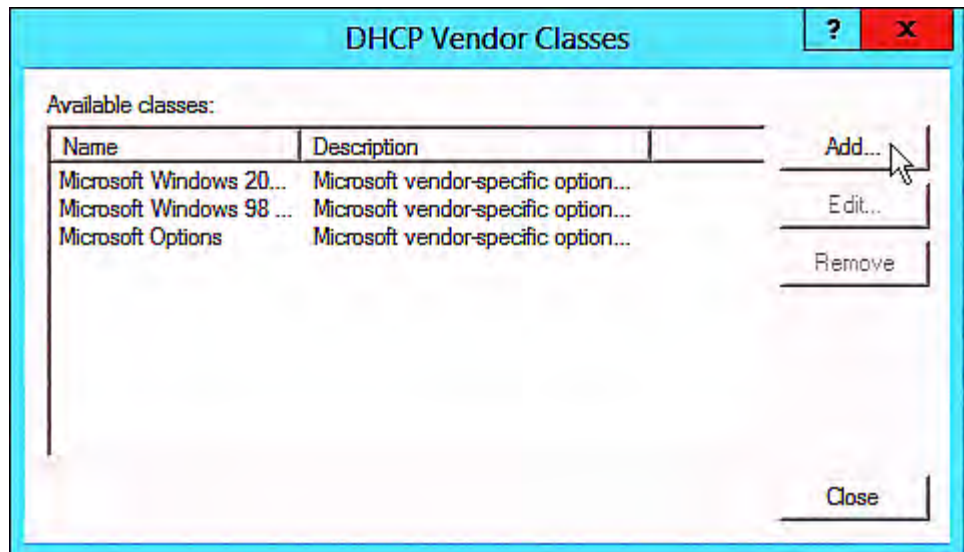 DHCP Vendor Classes
? x
Available classes:
Name Description
Add...
Microsoft Windows 20... Microsoft vendor-specific option...
Microsoft Windows 98 ... Microsoft vendor-specific option...
Edit...
Microsoft Options Microsoft vendor-specific option...
Remove
Close